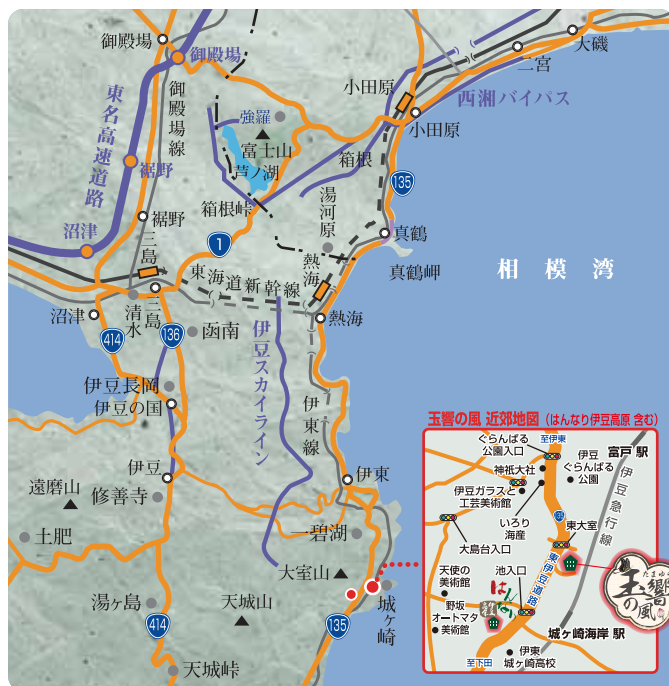 御殿場
御殿場
東名高速道路
御殿場線
大磯
二宮
小田原
西湘バイパス
小田原
強羅
富士山
芦ノ湖
箱根
裾野
箱根峠
湯河原
135
裾野
沼津
1
真鶴
三島
熱海
真鶴岬
相模湾
東海道新幹線
沼津
清水
三島
熱海
414
136
函南
伊豆スカイライン
伊豆長岡
伊豆の国
伊東線
伊豆
伊東
遠磨山
修善寺
土肥
一碧湖
大室山
湯ヶ島
天城山
城ヶ崎
414
135
天城峠
玉響の風 近郊地図（はんなり伊豆高原 含む）
ぐらんぱる
公園入口
至伊東
富戸 駅
神祇大社
伊豆
ぐらんぱる
公園
伊豆急行線
伊豆ガラスと
工芸美術館
いろり
海産
東大室
大島台入口
東伊豆道路
天使の
美術館
池入口
たまゆら
玉響の風
はんなり
野坂
オートマタ
美術館
城ヶ崎海岸 駅
伊東
城ヶ崎高校
至下田